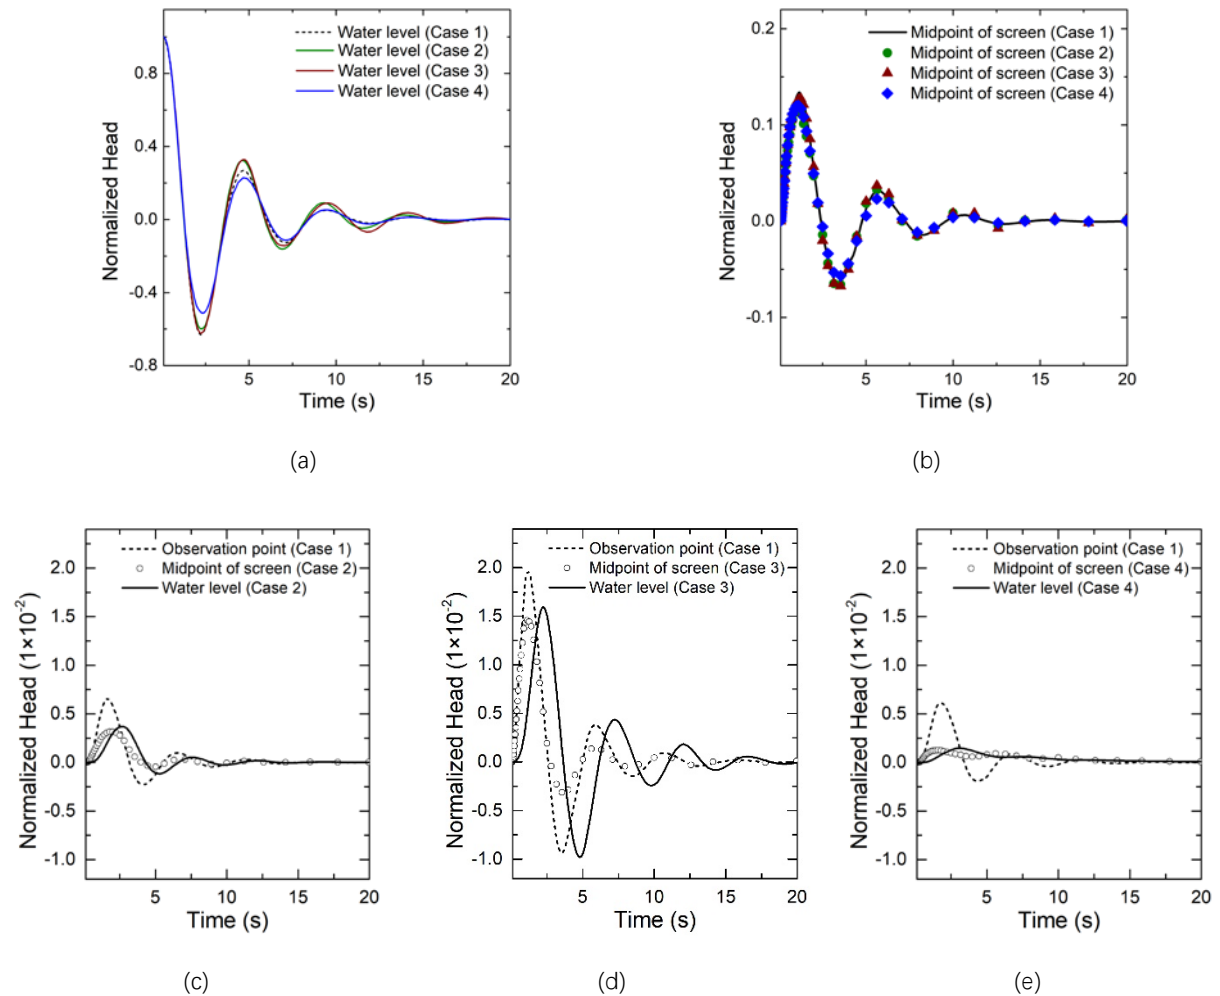 Water level (Case 1)
Water level (Case 2)
Water level (Case 3)
Water level (Case 4)
0.8
0.4
0.0
-0.4
-0.8
Normalized Head
5
10
15
20
Time (s)
(a)
Midpoint of screen (Case 1)
Midpoint of screen (Case 2)
Midpoint of screen (Case 3)
Midpoint of screen (Case 4)
0.2
0.1
0.0
-0.1
Normalized Head
5
10
15
20
Time (s)
(b)
Observation point (Case 1)
Midpoint of screen (Case 2)
Water level (Case 2)
2.0
1.5
1.0
0.5
0.0
-0.5
-1.0
Normalized Head (1×10⁻²)
5
10
15
20
Time (s)
(c)
Observation point (Case 1)
Midpoint of screen (Case 3)
Water level (Case 3)
2.0
1.5
1.0
0.5
0.0
-0.5
-1.0
Normalized Head (1×10⁻²)
5
10
15
20
Time (s)
(d)
Observation point (Case 1)
Midpoint of screen (Case 4)
Water level (Case 4)
2.0
1.5
1.0
0.5
0.0
-0.5
-1.0
Normalized Head (1×10⁻²)
5
10
15
20
Time (s)
(e)